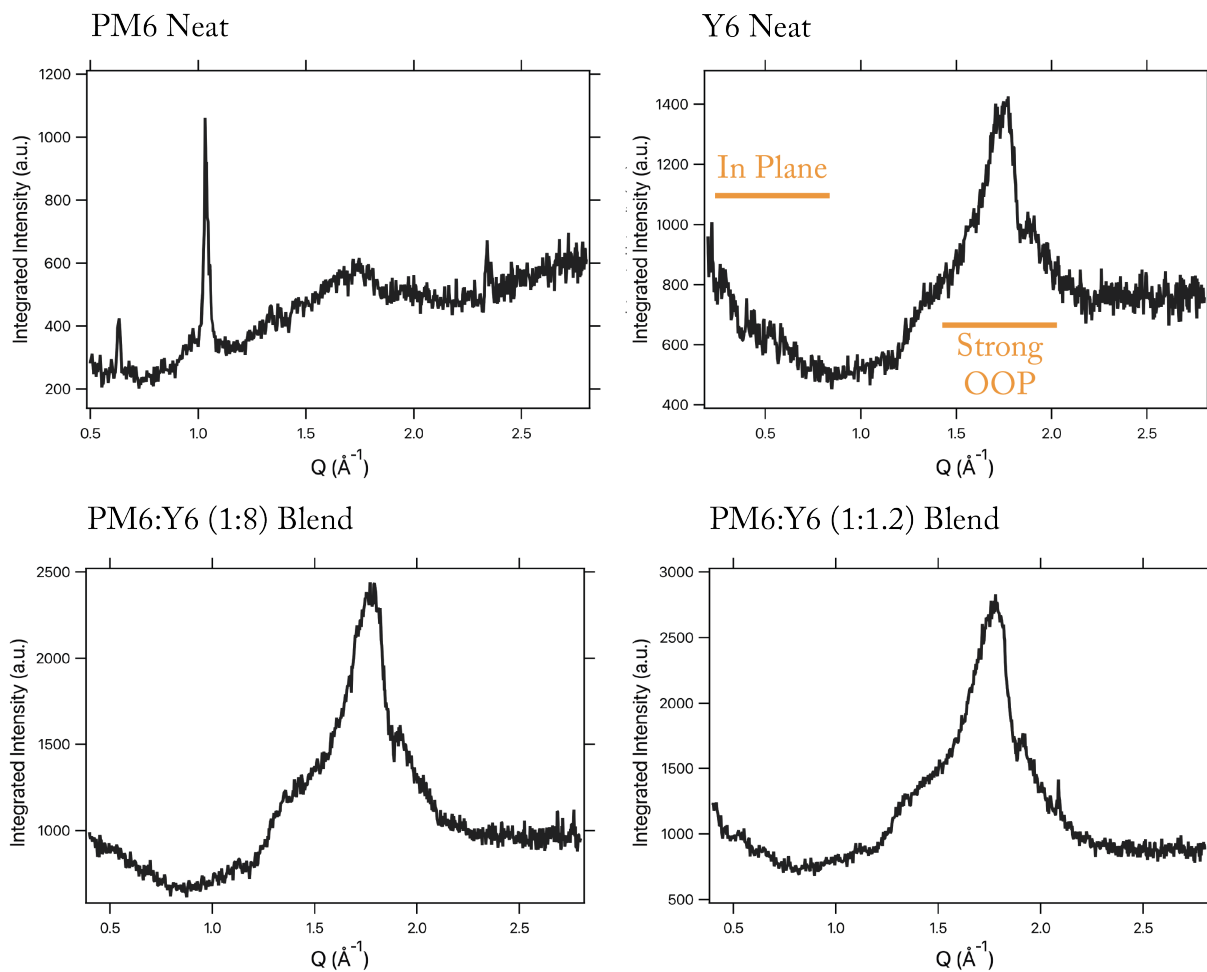 PM6 Neat
Y6 Neat
1200
1000
800
600
400
200
Integrated Intensity (a.u.)
0.5 1.0 1.5 2.0 2.5
Q (Å⁻¹)
1400
1200
1000
800
600
400
Integrated Intensity (a.u.)
In Plane
Strong
OOP
0.5 1.0 1.5 2.0 2.5
Q (Å⁻¹)
PM6:Y6 (1:8) Blend
PM6:Y6 (1:1.2) Blend
2500
2000
1500
1000
Integrated Intensity (a.u.)
0.5 1.0 1.5 2.0 2.5
Q (Å⁻¹)
3000
2500
2000
1500
1000
500
Integrated Intensity (a.u.)
0.5 1.0 1.5 2.0 2.5
Q (Å⁻¹)